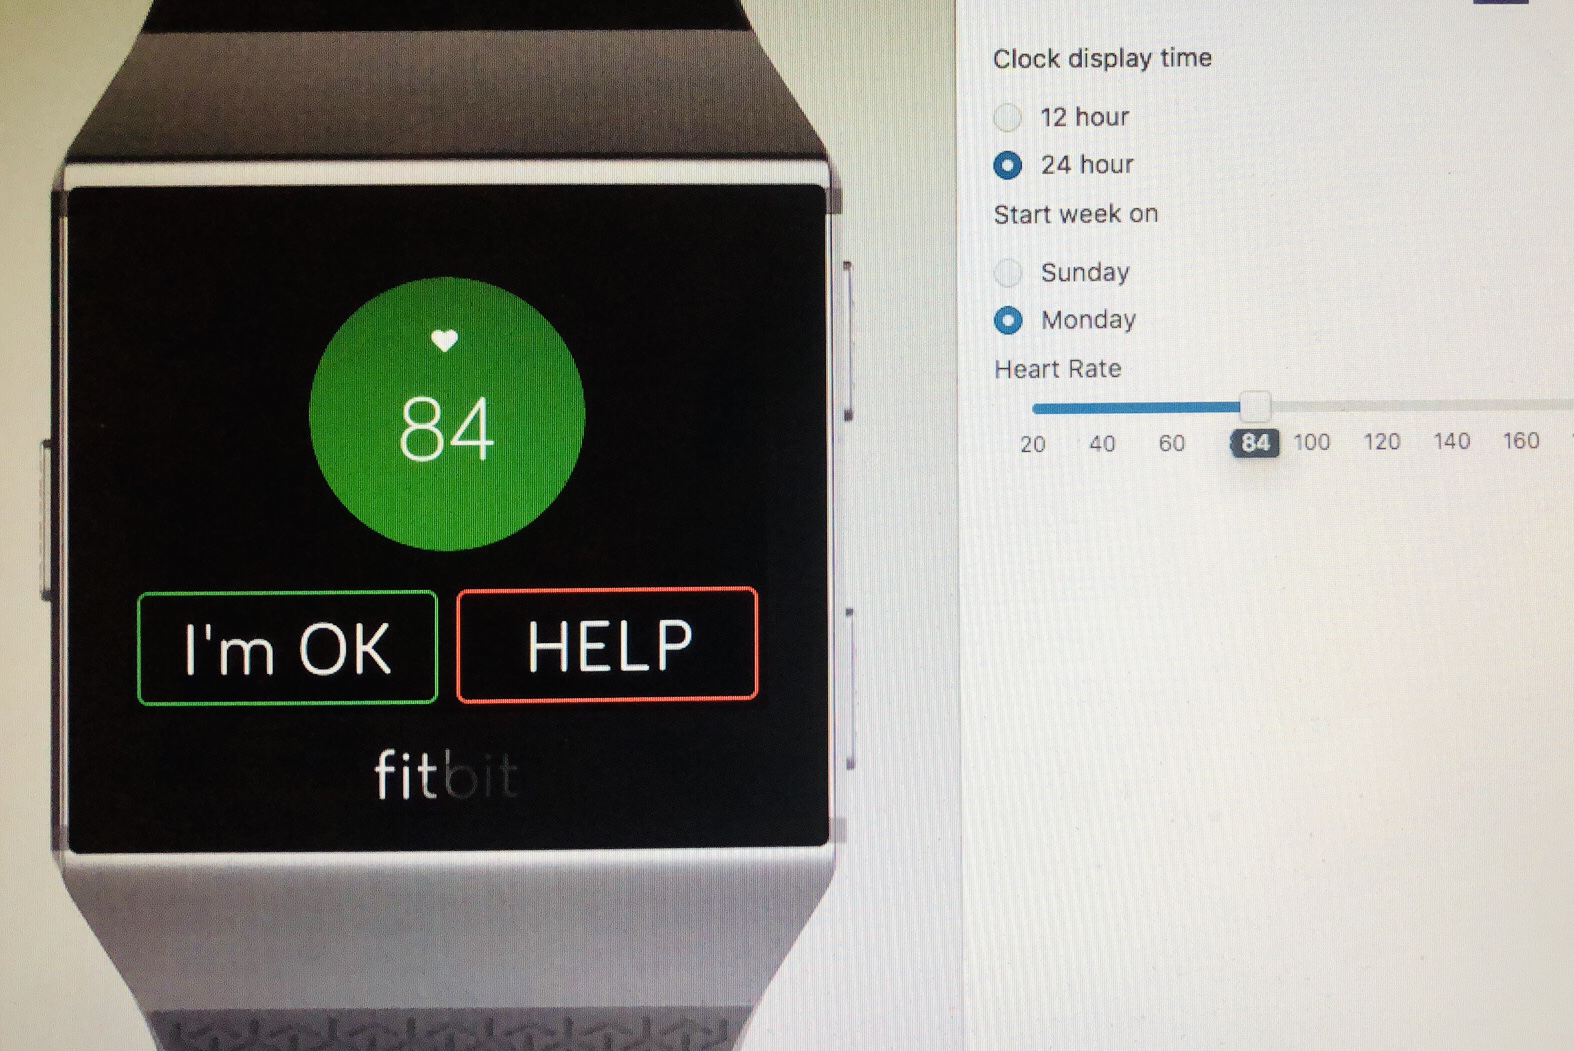 84
I'm OK
HELP
fitbit
Clock display time
12 hour
24 hour
Start week on
Sunday
Monday
Heart Rate
20 40 60 84 100 120 140 160